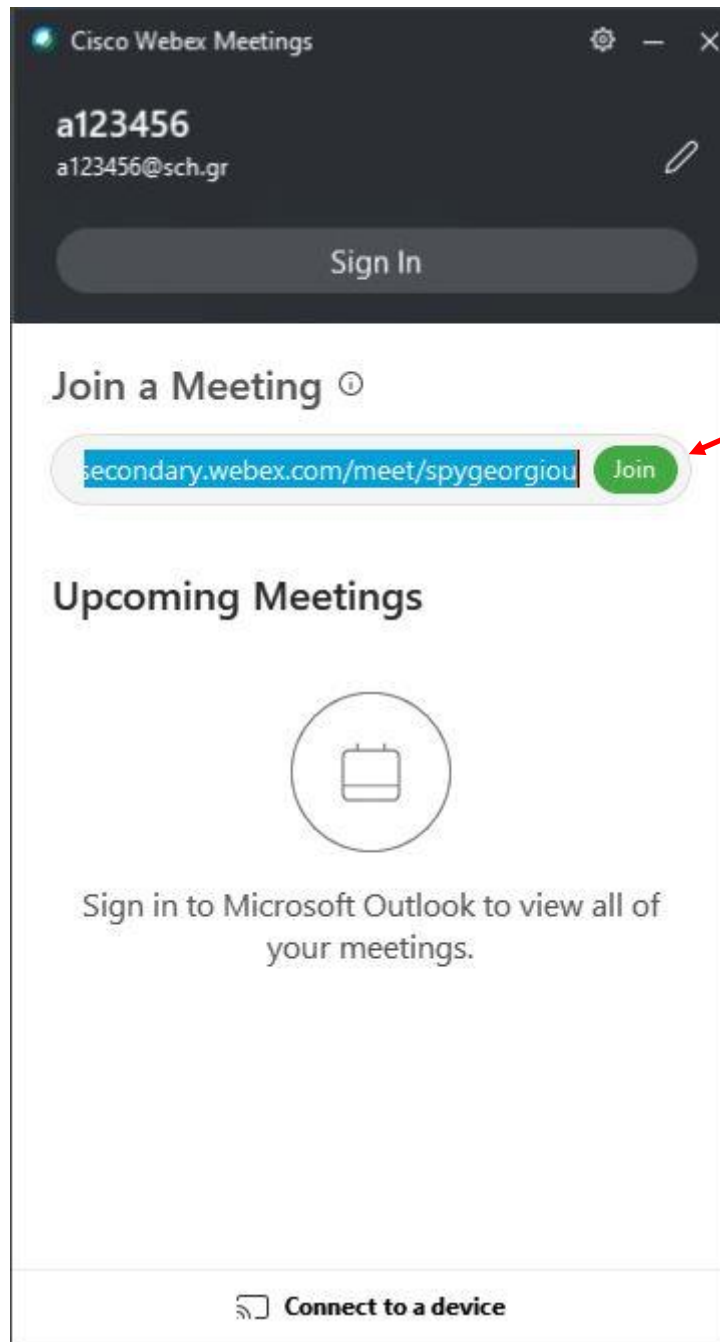 Cisco Webex Meetings
a123456
a123456@sch.gr
Sign In
Join a Meeting
secondary.webex.com/meet/spygeorgiou Join
Upcoming Meetings
Sign in to Microsoft Outlook to view all of
your meetings.
Connect to a device